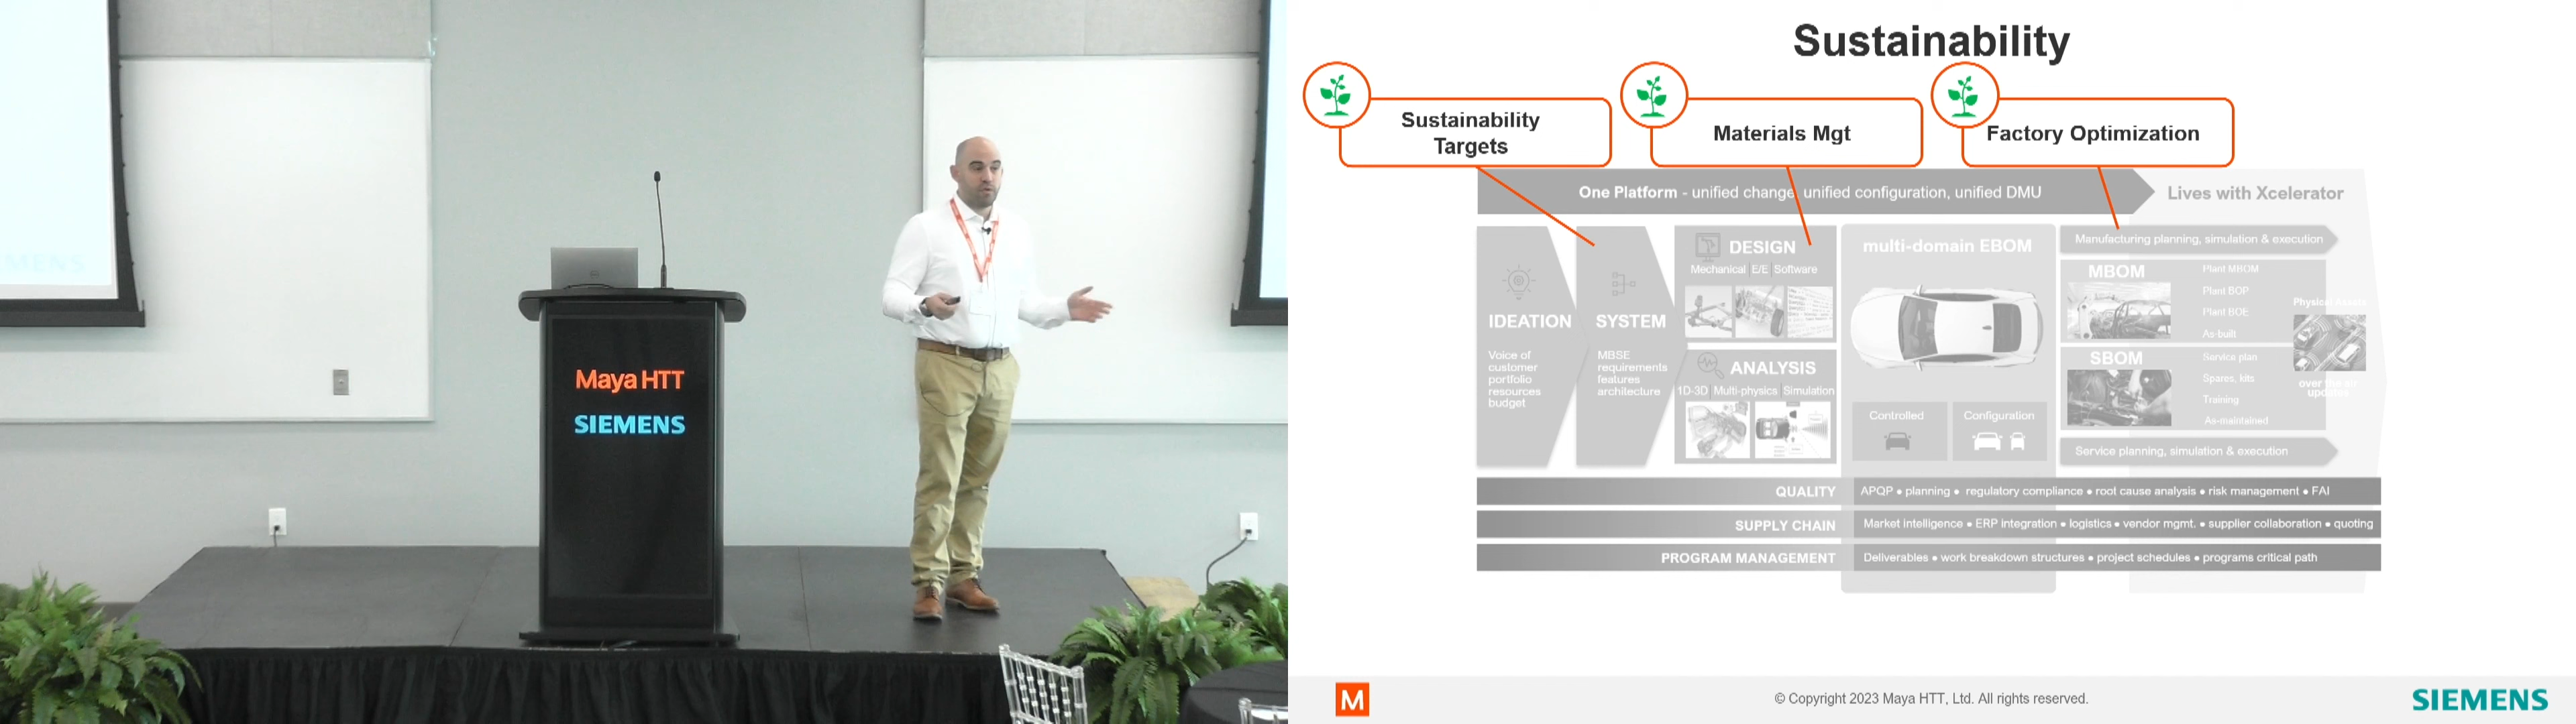 MENS
Maya HTT
SIEMENS
Sustainability
Sustainability
Targets
Materials Mgt
Factory Optimization
One Platform - unified change, unified configuration, unified DMU
Lives with Xcelerator
IDEATION
Voice of
customer
portfolio
resources
budget
SYSTEM
MBSE
requirements
features
architecture
DESIGN
Mechanical E/E Software
ANALYSIS
1D-3D Multi-physics Simulation
multi-domain EBOM
Controlled
Configuration
Manufacturing planning, simulation & execution
MBOM
Plant MBOM
Plant BOP
Plant BOE
As-built
SBOM
Service plan
Spares, kits
Training
As-maintained
Physical
over the air
updates
Service planning, simulation & execution
QUALITY
APQP • planning • regulatory compliance • root cause analysis • risk management • FAI
SUPPLY CHAIN
Market intelligence • ERP integration • logistics • vendor mgmt. • supplier collaboration • quoting
PROGRAM MANAGEMENT
Deliverables • work breakdown structures • project schedules • programs critical path
M
© Copyright 2023 Maya HTT, Ltd. All rights reserved.
SIEMENS